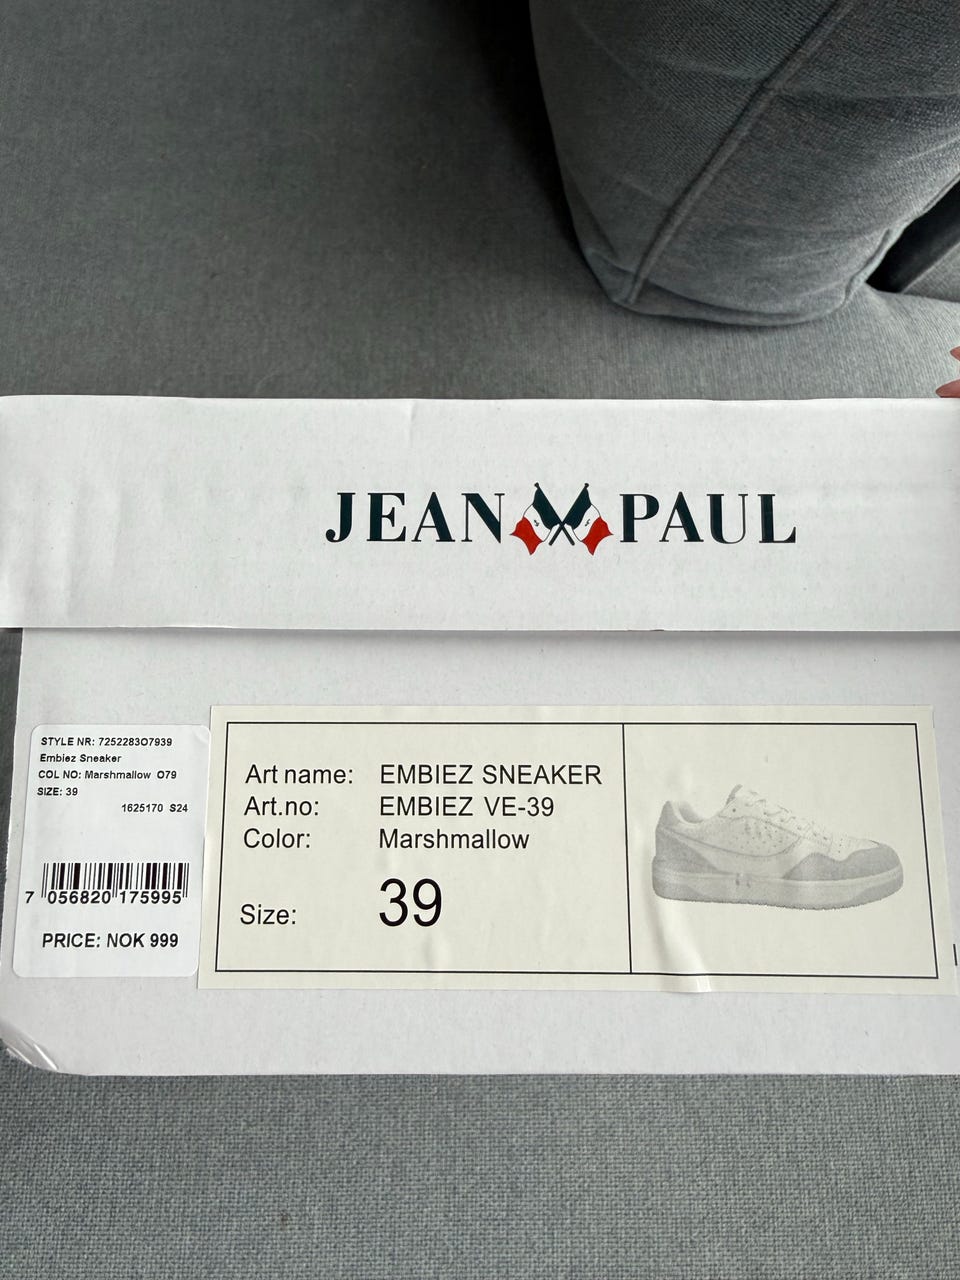 JEAN PAUL
STYLE NR: 7252283O7939
Embiez Sneaker
COL NO: Marshmallow O79
SIZE: 39
1625170 S24
7 056820 175995
PRICE: NOK 999
Art name: EMBIEZ SNEAKER
Art.no: EMBIEZ VE-39
Color: Marshmallow
Size: 39